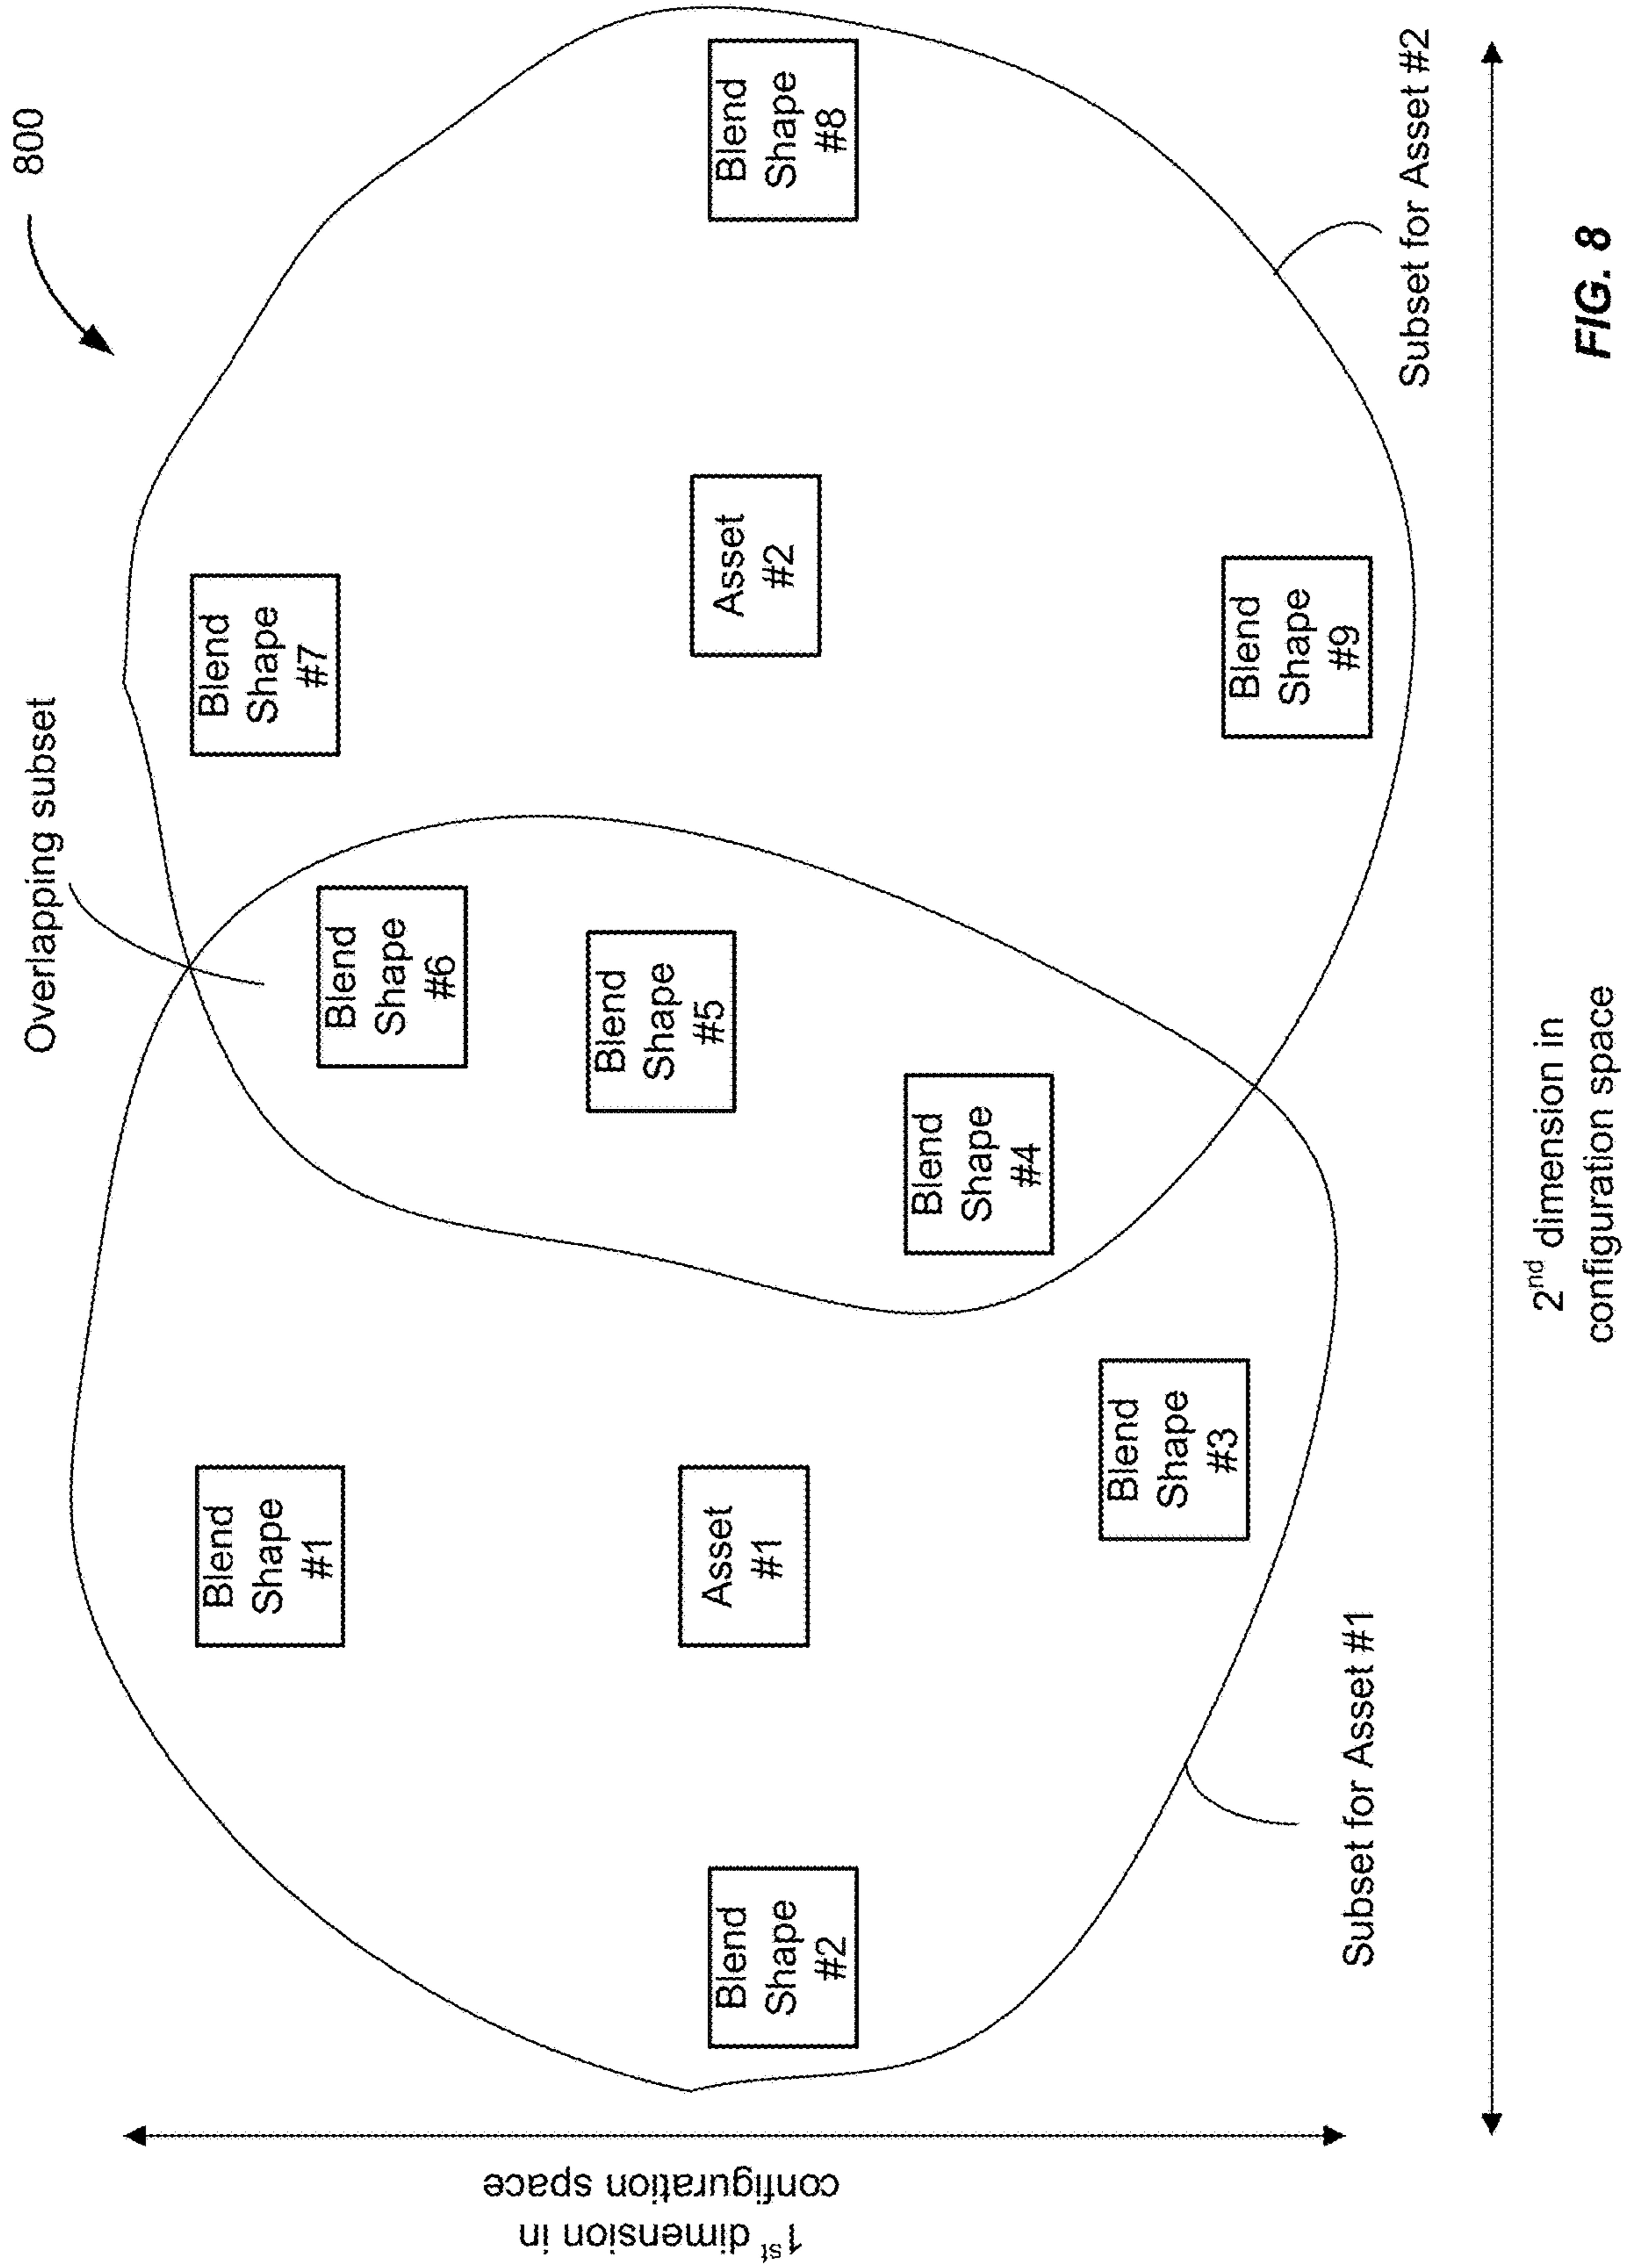 800
Overlapping subset
Blend
Shape
#1
Blend
Shape
#6
Blend
Shape
#7
Blend
Shape
#2
Asset
#1
Blend
Shape
#5
Asset
#2
Blend
Shape
#8
Blend
Shape
#4
Blend
Shape
#3
Blend
Shape
#9
Subset for Asset #1
Subset for Asset #2
1st dimension in
configuration space
2nd dimension in
configuration space
FIG. 8